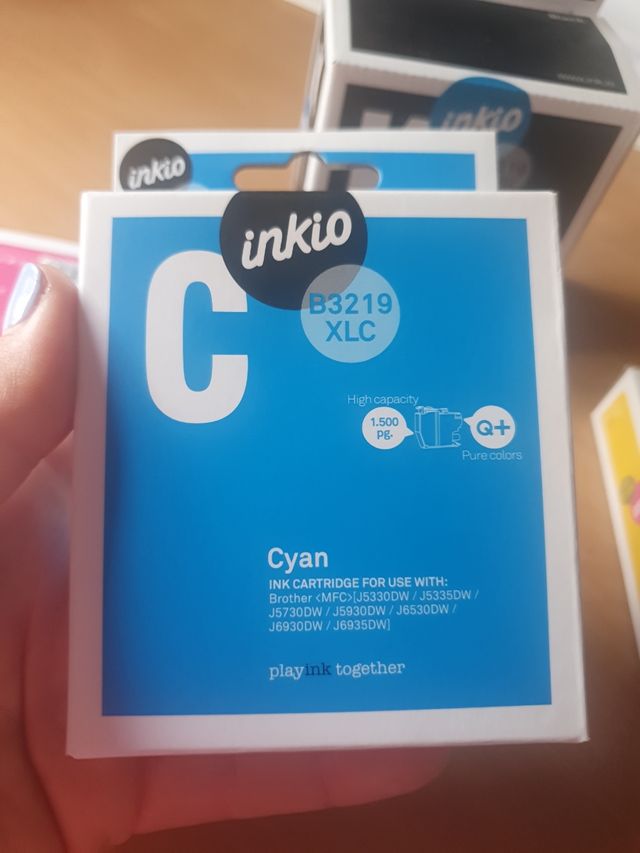 inkio
inkio
inkio
C
B3219
XLC
High capacity
1.500
pg.
Q+
Pure colors
Cyan
INK CARTRIDGE FOR USE WITH:
Brother <MFC>[J5330DW / J5335DW /
J5730DW / J5930DW / J6530DW /
J6930DW / J6935DW]
playink together